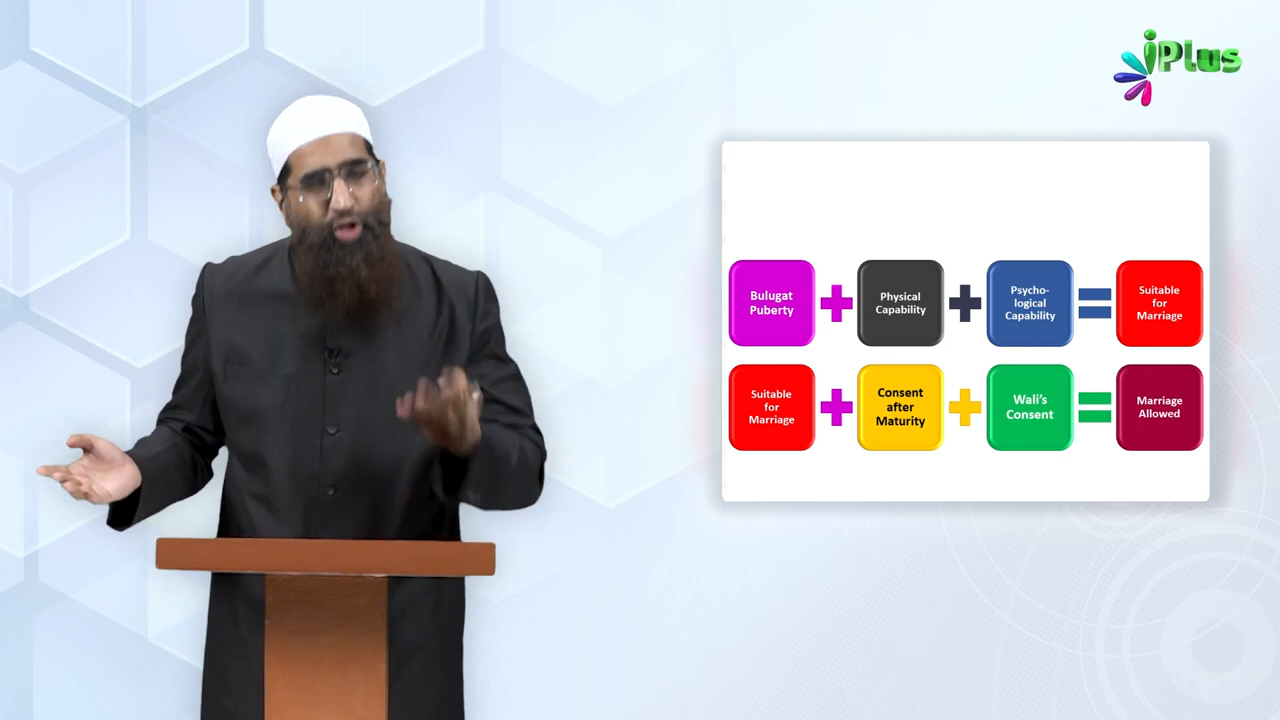 iPlus
Bulugat
Puberty
Physical
Capability
Psycho-
logical
Capability
Suitable
for
Marriage
Suitable
for
Marriage
Consent
after
Maturity
Wali's
Consent
Marriage
Allowed